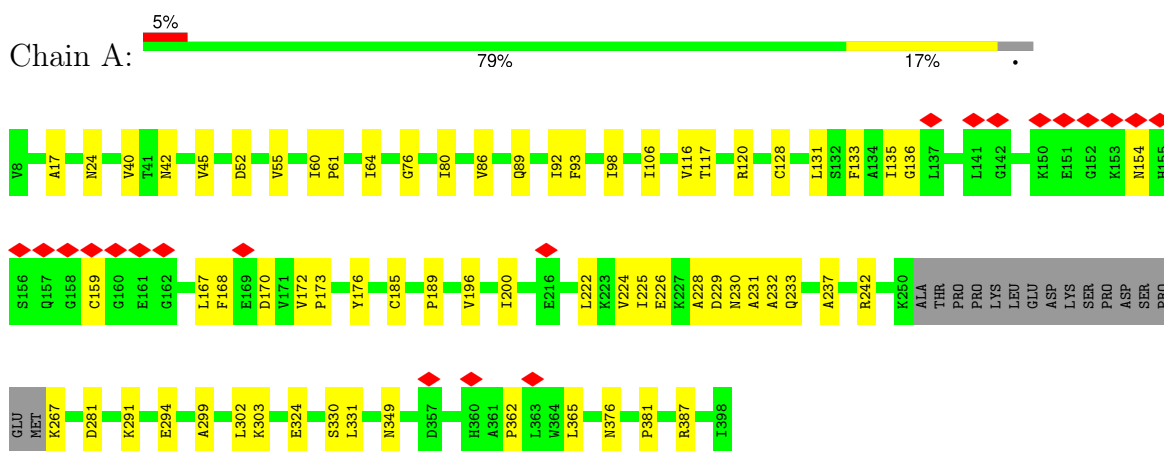 5%
Chain A:
79% 17% •
V8 A17 N24 V40 T41 N42 V45 D52 V55 I60 P61 I64 G76 I80 V86 Q89 I92 F93 I98 I106 V116 T117 R120 C128 L131 S132 F133 A134 I135 G136 L137 L141 G142 K150 E151 G152 K153 N154 H155
S156 Q157 G158 C159 G160 E161 G162 L167 F168 E169 D170 V171 V172 P173 Y176 C185 P189 V196 I200 E216 L222 K223 V224 I225 E226 K227 A228 D229 N230 A231 A232 Q233 A237 R242 K250 ALA THR PRO PRO LYS LEU GLU ASP LYS SER PRO ASP SER PRO
GLU MET K267 D281 K291 E294 A299 L302 K303 E324 S330 L331 N349 D357 H360 A361 P362 L363 W364 L365 N376 P381 R387 I398